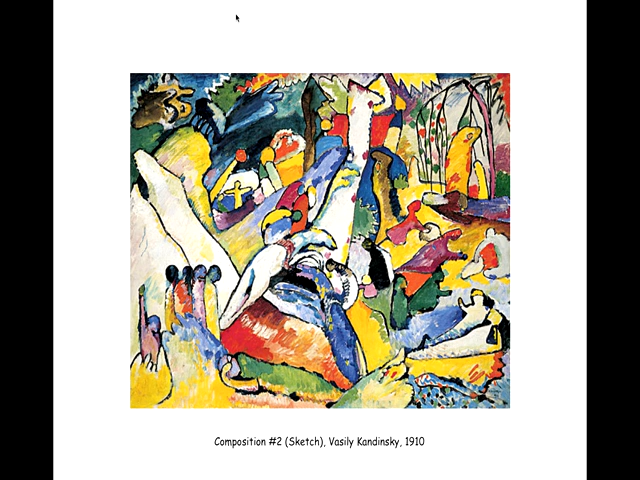 Composition #2 (Sketch), Vasily Kandinsky, 1910